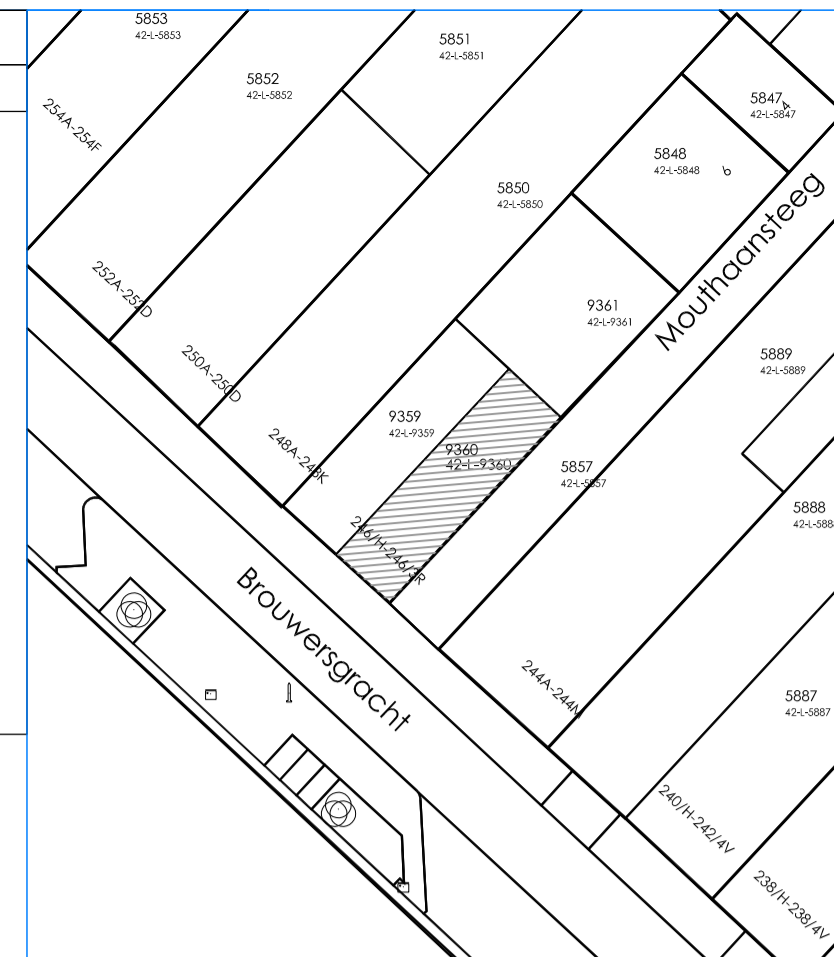 5853
42-L-5853
5851
42-L-5851
5852
42-L-5852
5847
42-L-5847
4
254A-254F
5848
42-L-5848
6
5850
42-L-5850
Mouthaansteeg
252A-252D
9361
42-L-9361
5889
42-L-5889
250A-250D
9359
42-L-9359
248A-248K
9360
42-L-9360
5857
42-L-5857
5888
42-L-588
246/H-246/3R
Brouwersgracht
244A-244N
5887
42-L-5887
240/H-242/4V
238/H-238/4V